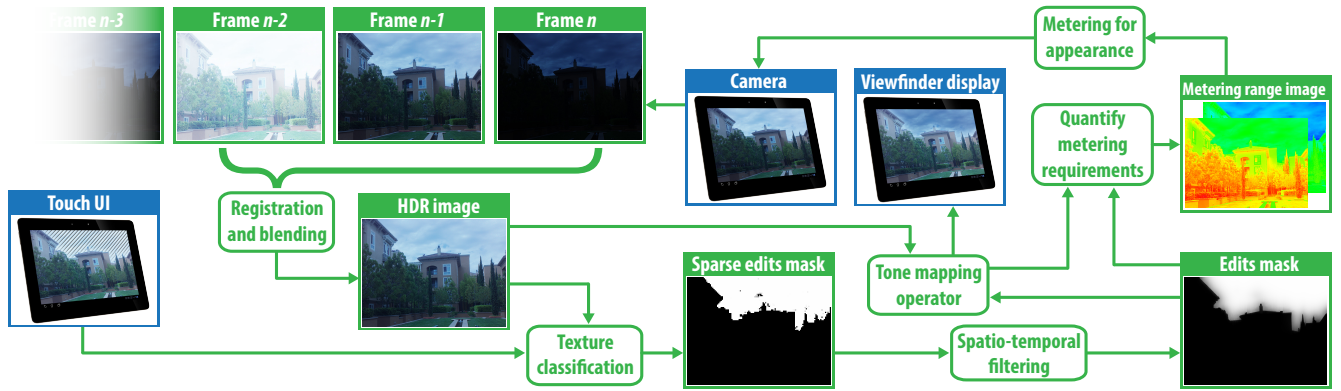 Frame n-3
Frame n-2
Frame n-1
Frame n
Metering for
appearance
Camera
Viewfinder display
Metering range image
Quantify
metering
requirements
Touch UI
Registration
and blending
HDR image
Sparse edits mask
Tone mapping
operator
Edits mask
Texture
classification
Spatio-temporal
filtering